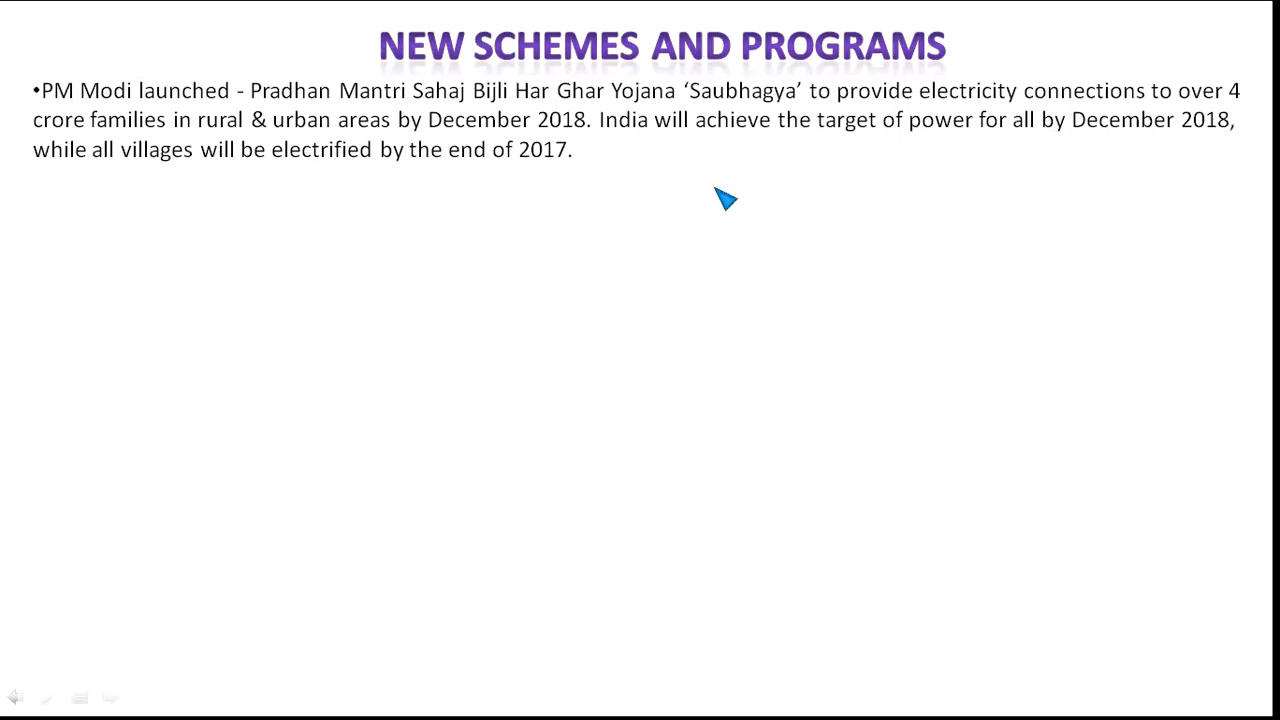 NEW SCHEMES AND PROGRAMS
•PM Modi launched - Pradhan Mantri Sahaj Bijli Har Ghar Yojana ‘Saubhagya’ to provide electricity connections to over 4
crore families in rural & urban areas by December 2018. India will achieve the target of power for all by December 2018,
while all villages will be electrified by the end of 2017.